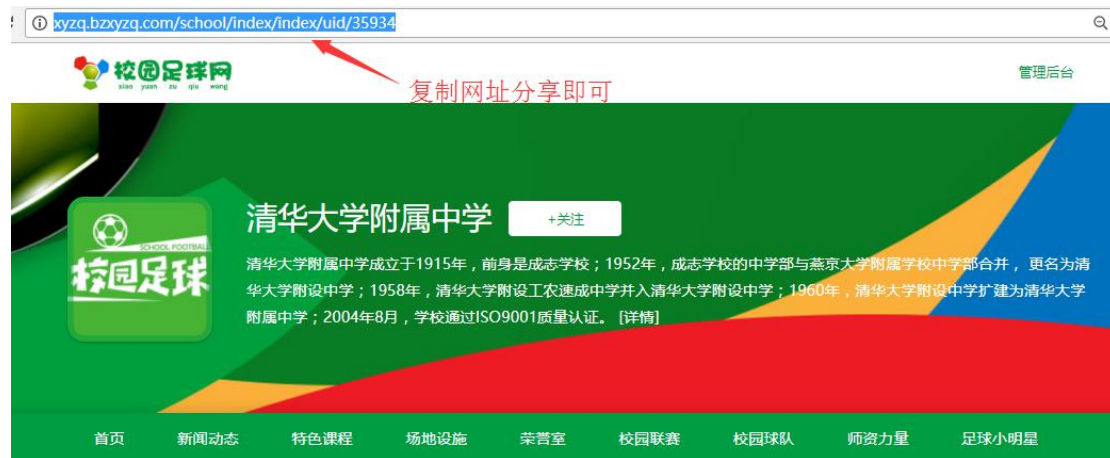 xyzq.bzxyzq.com/school/index/index/uid/35934
校园足球网
xiao yuan zu qiu wang
管理后台
复制网址分享即可
SCHOOL FOOTBALL
校园足球
清华大学附属中学
+关注
清华大学附属中学成立于1915年，前身是成志学校；1952年，成志学校的中学部与燕京大学附属学校中学部合并， 更名为清
华大学附设中学；1958年，清华大学附设工农速成中学并入清华大学附设中学；1960年，清华大学附设中学扩建为清华大学
附属中学；2004年8月，学校通过ISO9001质量认证。 [详情]
首页 新闻动态 特色课程 场地设施 荣誉室 校园联赛 校园球队 师资力量 足球小明星